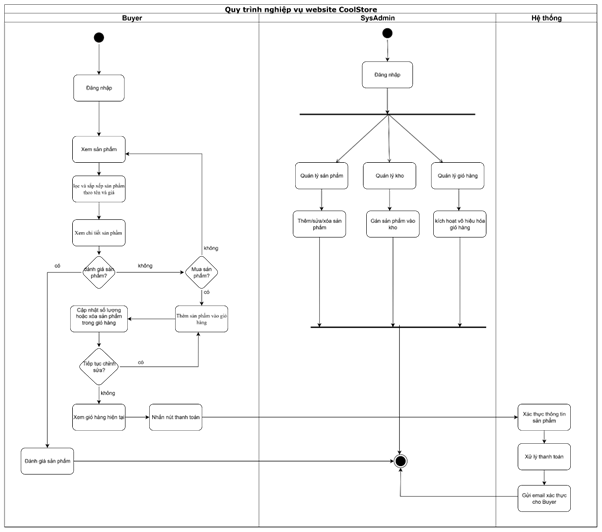 Quy trình nghiệp vụ website CoolStore
Buyer
SysAdmin
Hệ thống
Đăng nhập
Xem sản phẩm
lọc và sắp xếp sản phẩm
theo tên và giá
Xem chi tiết sản phẩm
đánh giá sản
phẩm?
có
không
Mua sản
phẩm?
không
có
Thêm sản phẩm vào giỏ
hàng
Cập nhật số lượng
hoặc xóa sản phẩm
trong giỏ hàng
Tiếp tục chỉnh
sửa?
có
không
Xem giỏ hàng hiện tại
Nhấn nút thanh toán
Đánh giá sản phẩm
Đăng nhập
Quản lý sản phẩm
Quản lý kho
Quản lý giỏ hàng
Thêm/sửa/xóa sản
phẩm
Gán sản phẩm vào
kho
kích hoạt vô hiệu hóa
giỏ hàng
Xác thực thông tin
sản phẩm
Xử lý thanh toán
Gửi email xác thực
cho Buyer